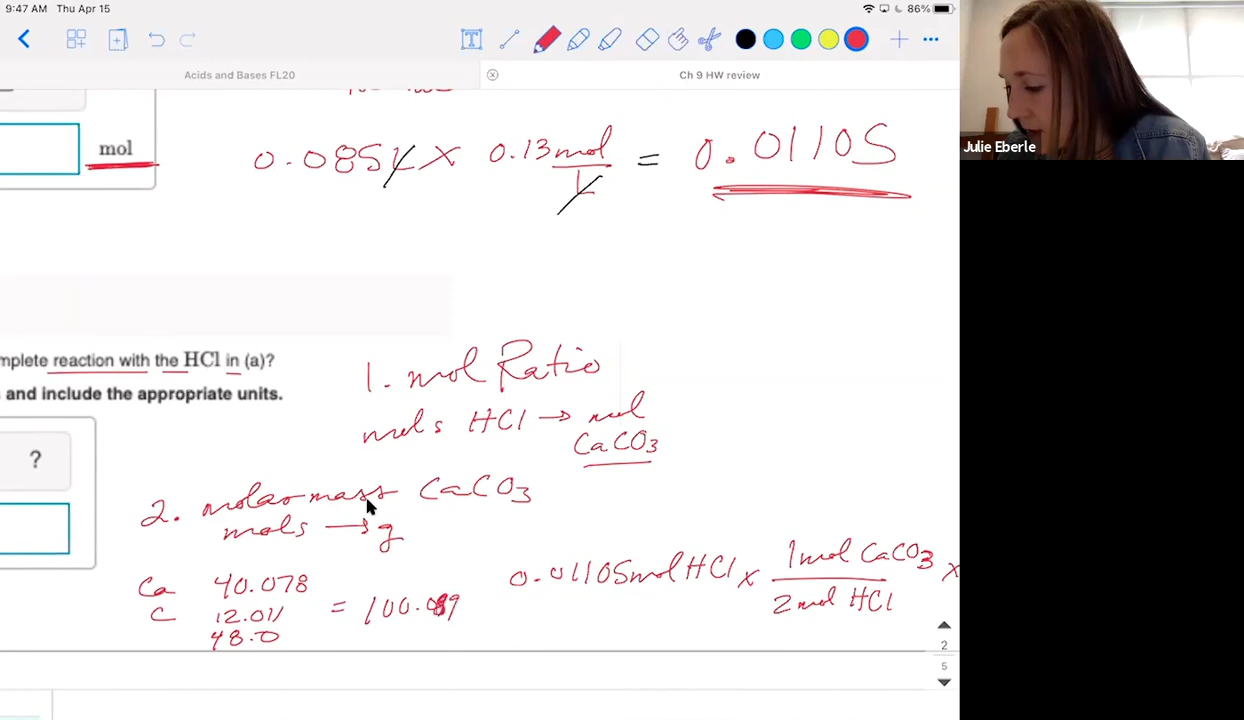 9:47 AM Thu Apr 15
86%
Acids and Bases FL20
Ch 9 HW review
Julie Eberle
mol
0.085L × 0.13mol/L = 0.01105
mplete reaction with the HCl in (a)?
and include the appropriate units.
1. mol Ratio
mols HCl → mol
CaCO3
?
2. molar mass CaCO3
mols → g
0.01105mol HCl × 1mol CaCO3 / 2mol HCl ×
Ca 40.078
C 12.011 = 100.089
48.0
2
5